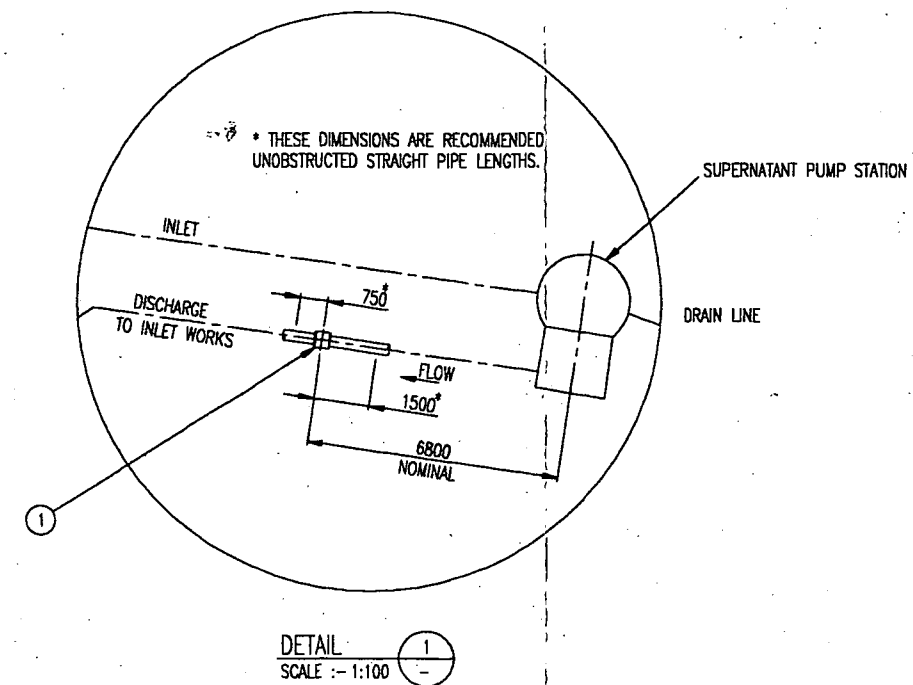 * THESE DIMENSIONS ARE RECOMMENDED
UNOBSTRUCTED STRAIGHT PIPE LENGTHS.
SUPERNATANT PUMP STATION
INLET
750*
DISCHARGE
TO INLET WORKS
DRAIN LINE
FLOW
1500*
6800
NOMINAL
1
DETAIL 1
SCALE :- 1:100 -